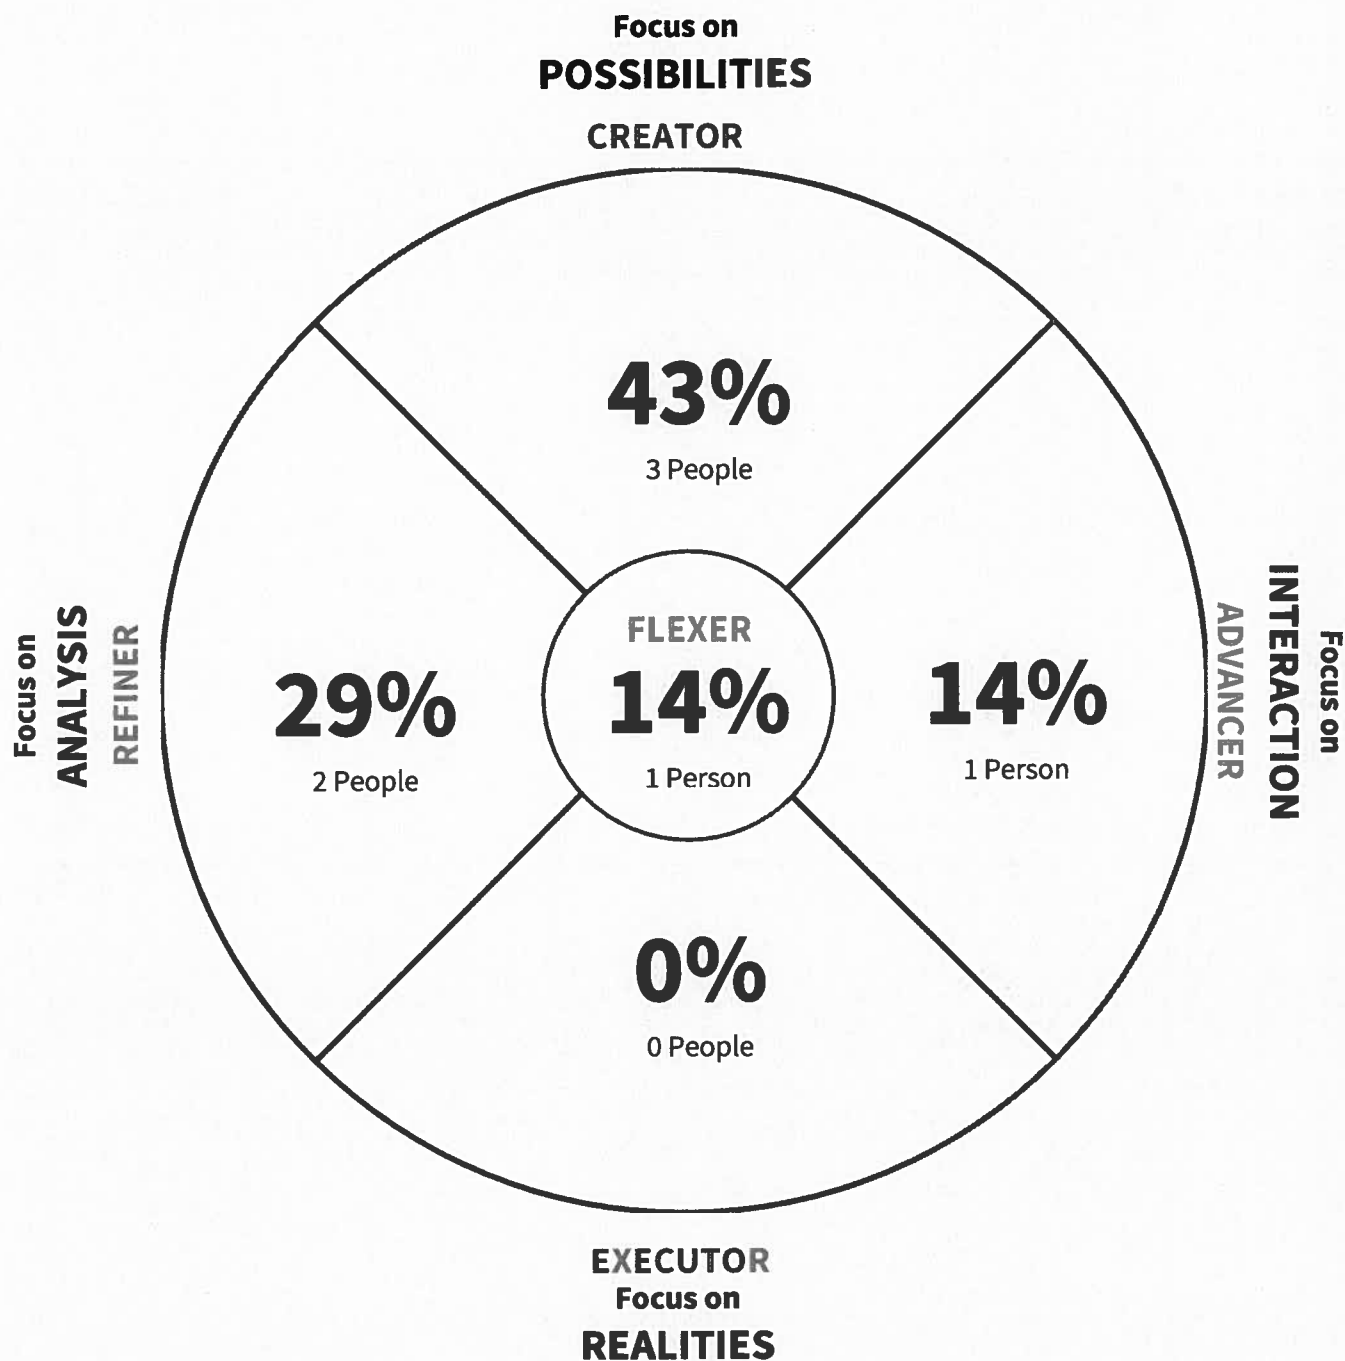 Focus on
POSSIBILITIES
CREATOR
43%
3 People
Focus on
ANALYSIS
REFINER
29%
2 People
FLEXER
14%
1 Person
14%
1 Person
ADVANCER
INTERACTION
Focus on
0%
0 People
EXECUTOR
Focus on
REALITIES